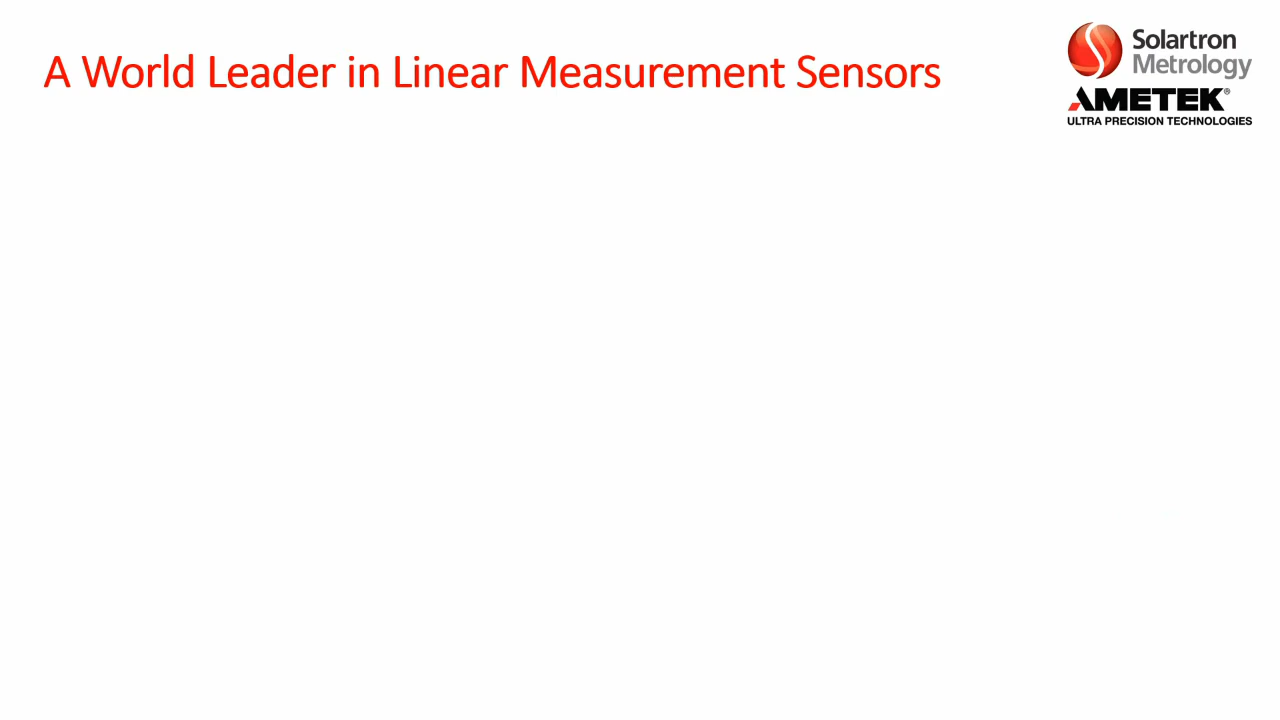 A World Leader in Linear Measurement Sensors
Solartron
Metrology
AMETEK®
ULTRA PRECISION TECHNOLOGIES